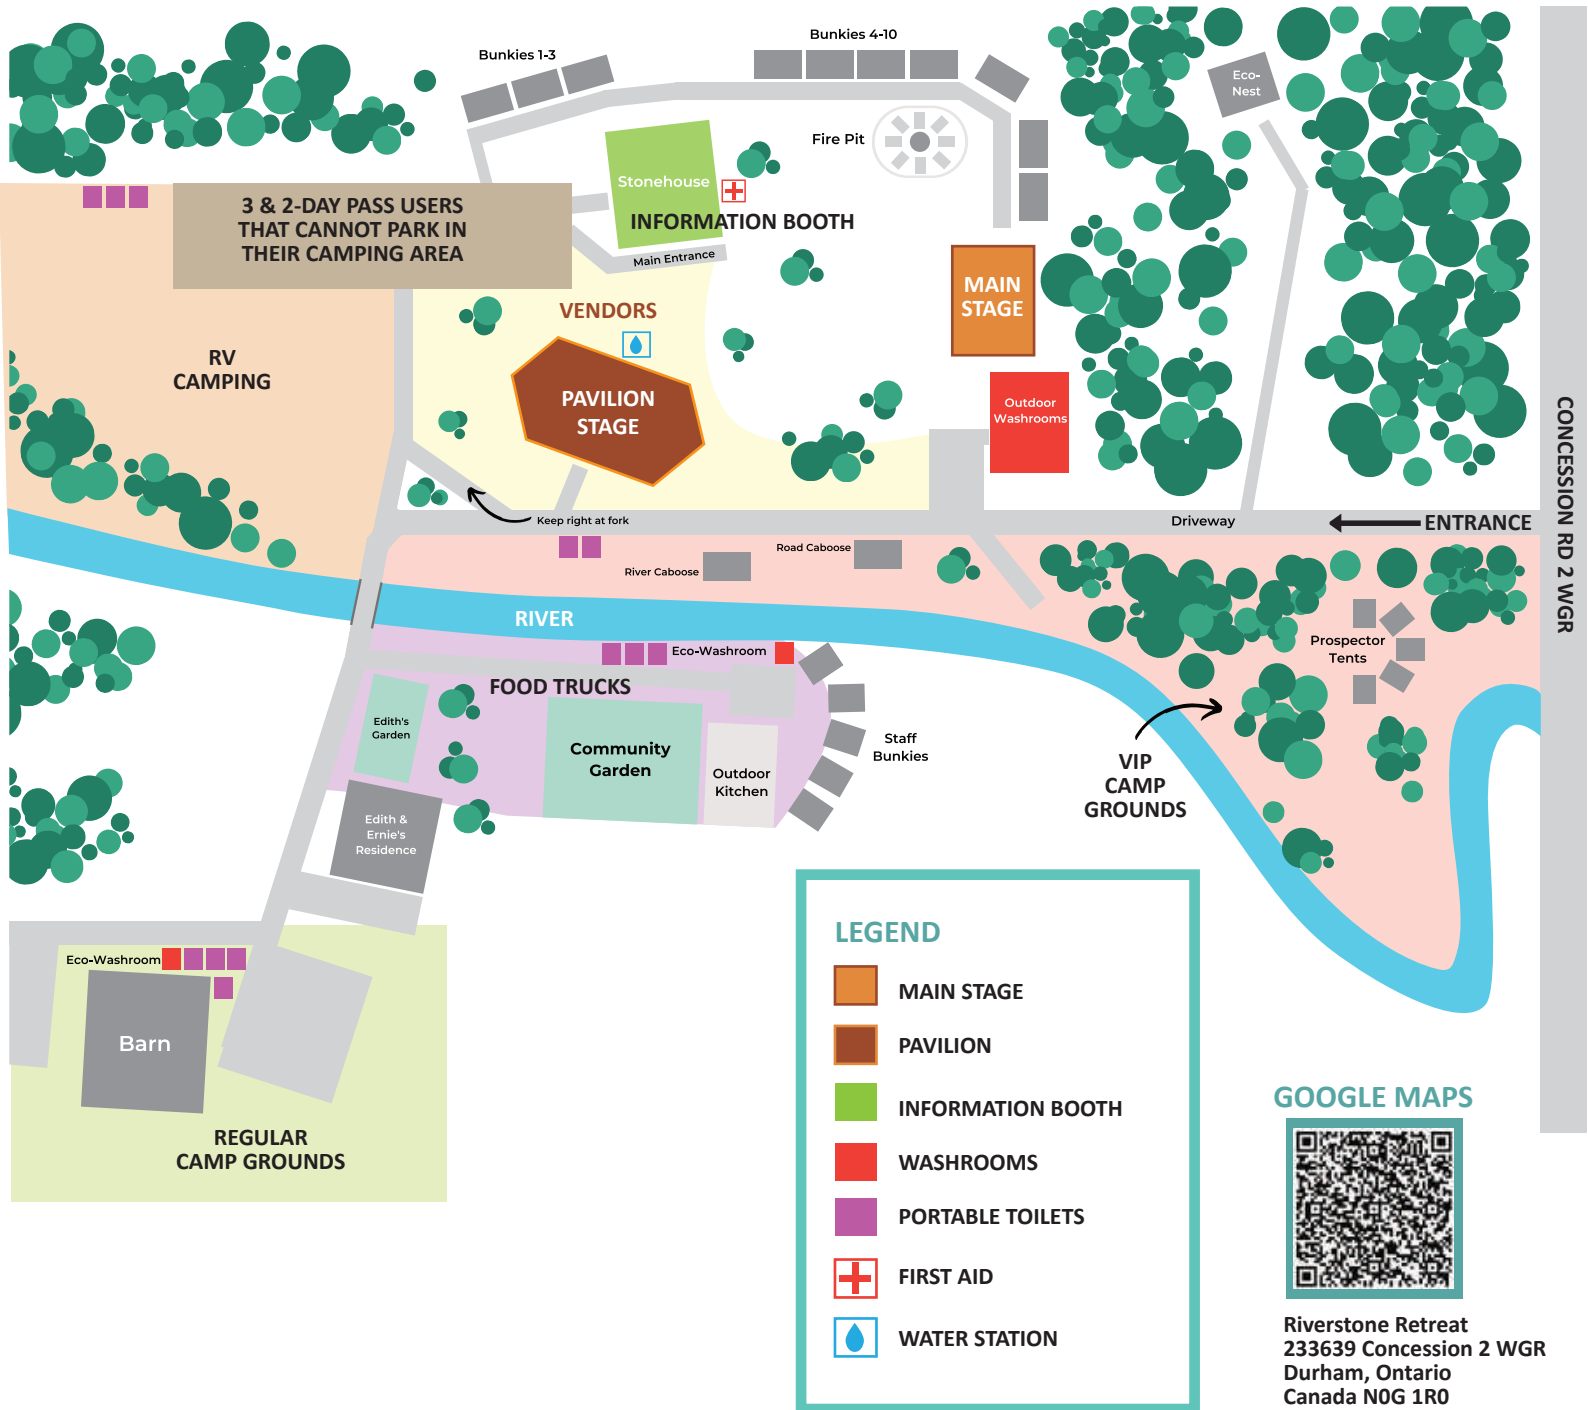 Bunkies 1-3
Bunkies 4-10
Eco-
Nest
Fire Pit
Stonehouse
INFORMATION BOOTH
Main Entrance
3 & 2-DAY PASS USERS
THAT CANNOT PARK IN
THEIR CAMPING AREA
MAIN
STAGE
VENDORS
RV
CAMPING
PAVILION
STAGE
Outdoor
Washrooms
CONCESSION RD 2 WGR
Keep right at fork
Driveway
ENTRANCE
Road Caboose
River Caboose
RIVER
Prospector
Tents
Eco-Washroom
FOOD TRUCKS
Edith's
Garden
Community
Garden
Outdoor
Kitchen
Staff
Bunkies
VIP
CAMP
GROUNDS
Edith &
Ernie's
Residence
Eco-Washroom
Barn
REGULAR
CAMP GROUNDS
LEGEND
MAIN STAGE
PAVILION
INFORMATION BOOTH
WASHROOMS
PORTABLE TOILETS
FIRST AID
WATER STATION
GOOGLE MAPS
Riverstone Retreat
233639 Concession 2 WGR
Durham, Ontario
Canada N0G 1R0